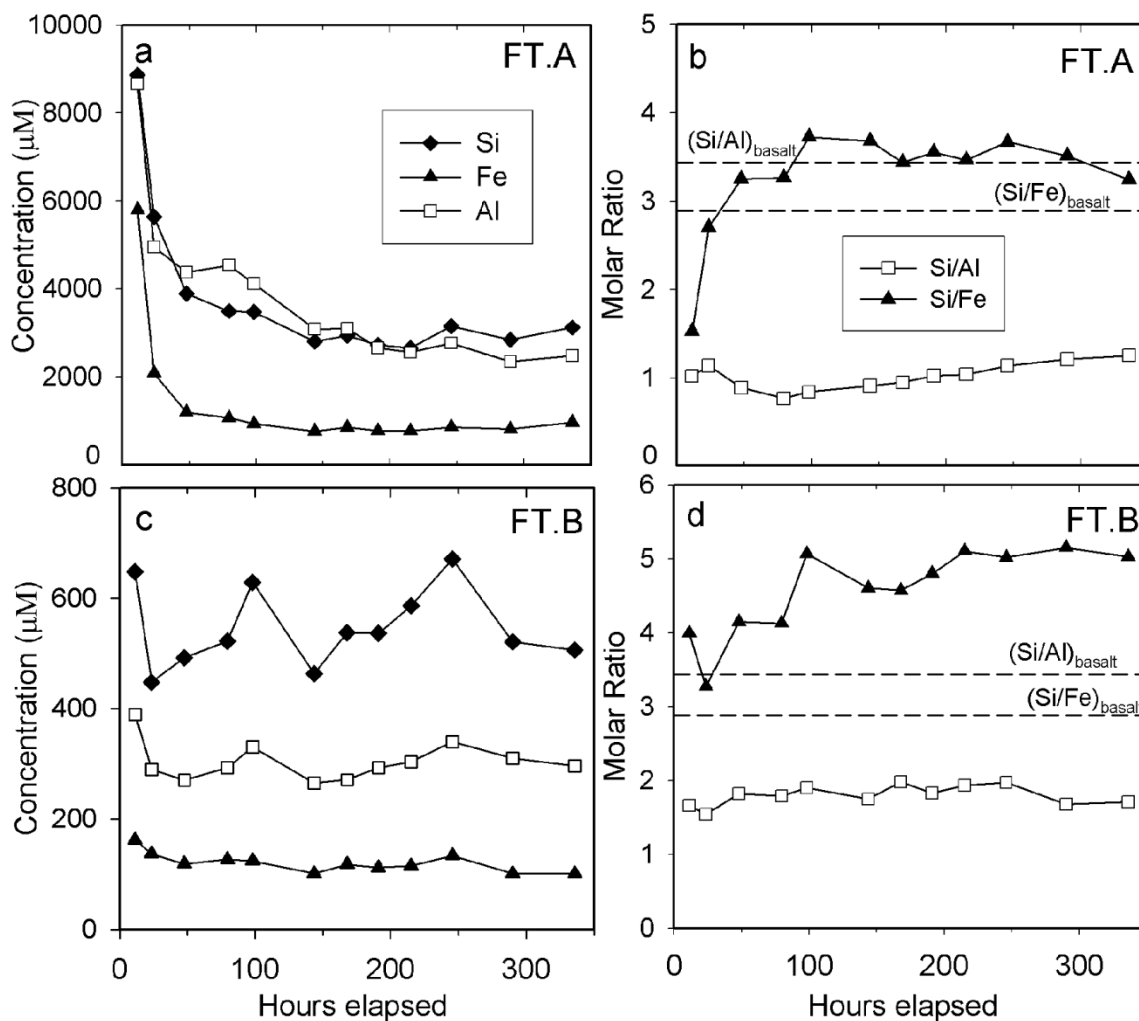 a
FT.A
10000
8000
6000
4000
2000
0
Concentration (µM)
Si
Fe
Al
b
FT.A
5
4
3
2
1
0
Molar Ratio
(Si/Al)basalt
(Si/Fe)basalt
Si/Al
Si/Fe
c
FT.B
800
600
400
200
0
Concentration (µM)
0 100 200 300
Hours elapsed
d
FT.B
6
5
4
3
2
1
0
Molar Ratio
(Si/Al)basalt
(Si/Fe)basalt
0 100 200 300
Hours elapsed